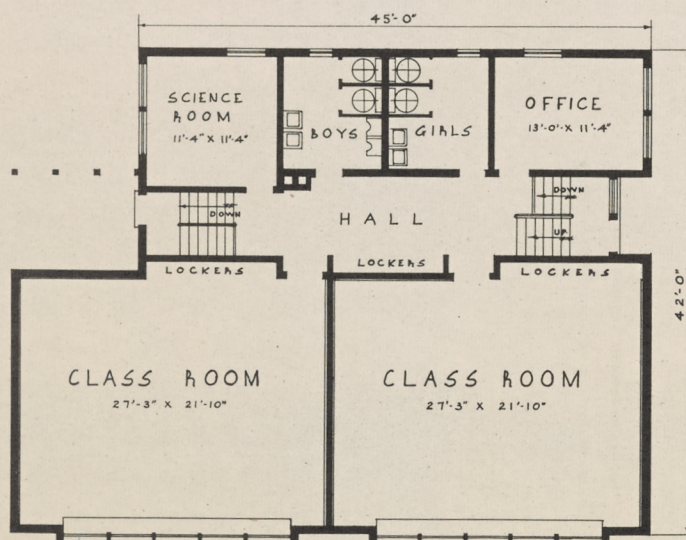 45'-0"
SCIENCE
ROOM
11'-4" X 11'-4"
BOYS
GIRLS
OFFICE
13'-0" X 11'-4"
DOWN
HALL
DOWN
UP
LOCKERS
LOCKERS
LOCKERS
42'-0"
CLASS ROOM
27'-3" X 21'-10"
CLASS ROOM
27'-3" X 21'-10"